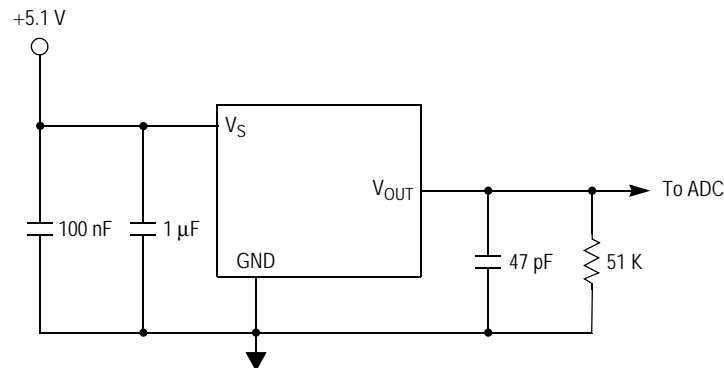 +5.1 V
V_S
V_OUT
To ADC
100 nF
1 μF
GND
47 pF
51 K